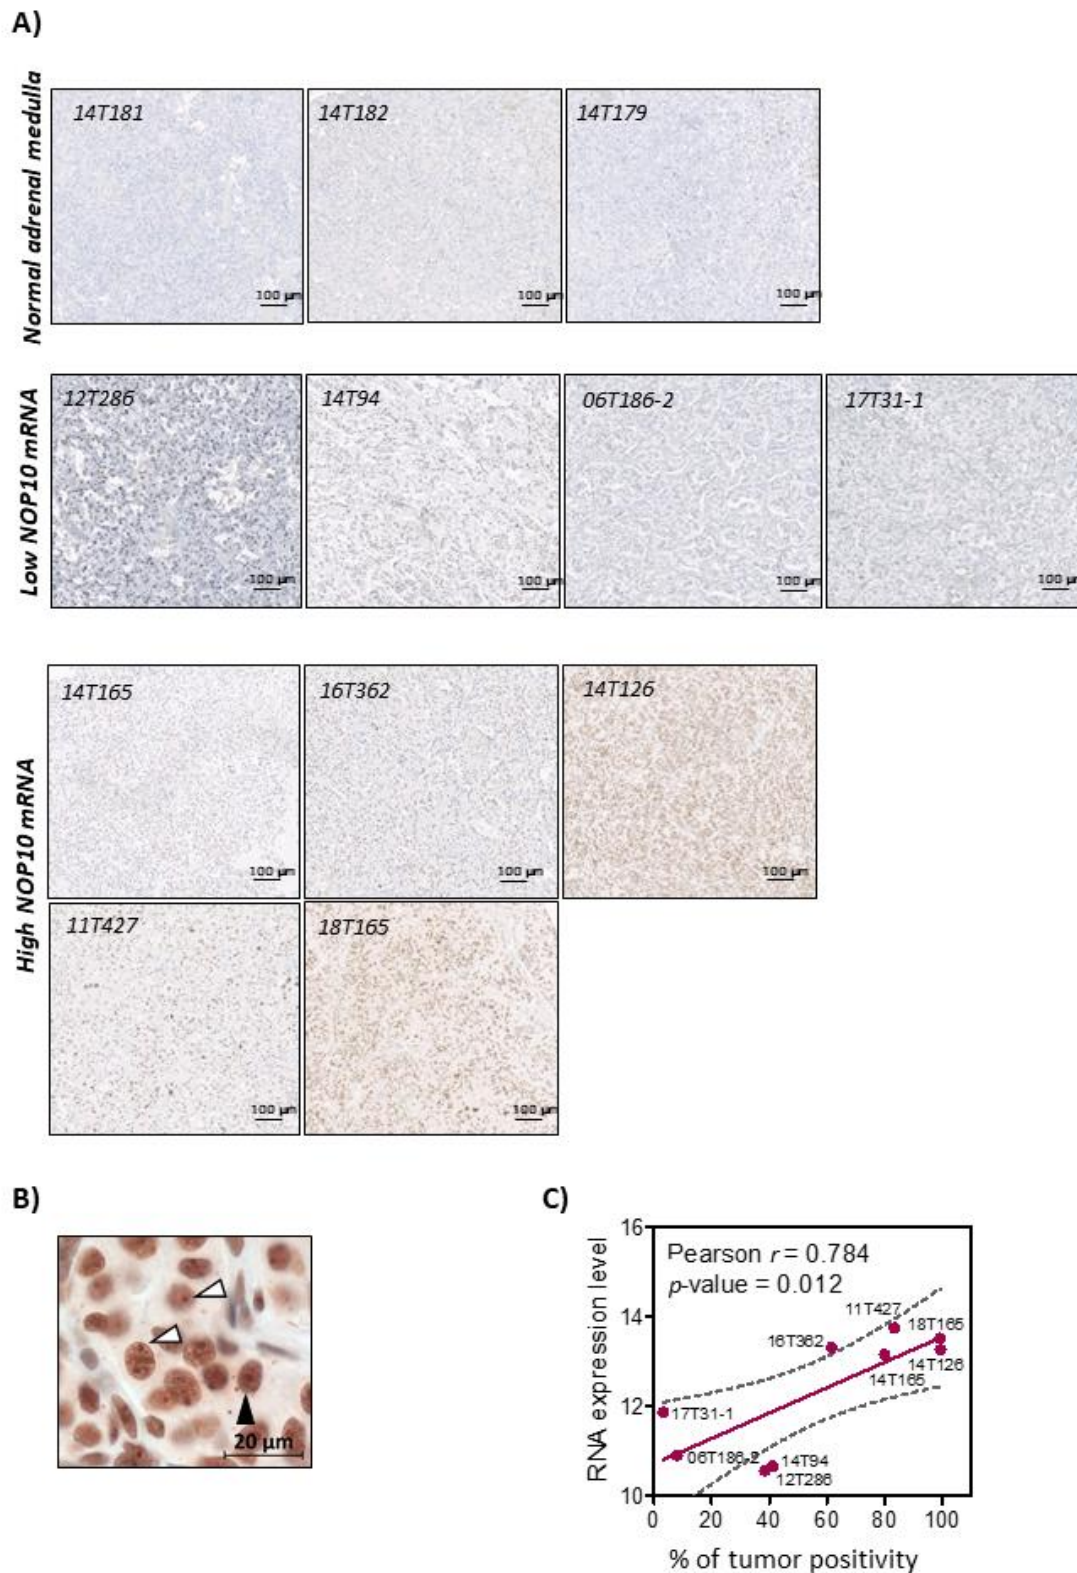 A)
Normal adrenal medulla
14T181
14T182
14T179
100 µm
100 µm
100 µm
Low NOP10 mRNA
12T286
14T94
06T186-2
17T31-1
100 µm
100 µm
100 µm
100 µm
High NOP10 mRNA
14T165
16T362
14T126
100 µm
100 µm
100 µm
11T427
18T165
100 µm
100 µm
B)
20 µm
C)
RNA expression level
16
14
12
10
Pearson r = 0.784
p-value = 0.012
11T427
18T165
16T362
14T126
14T165
17T31-1
06T186-2
14T94
12T286
0 20 40 60 80 100
% of tumor positivity